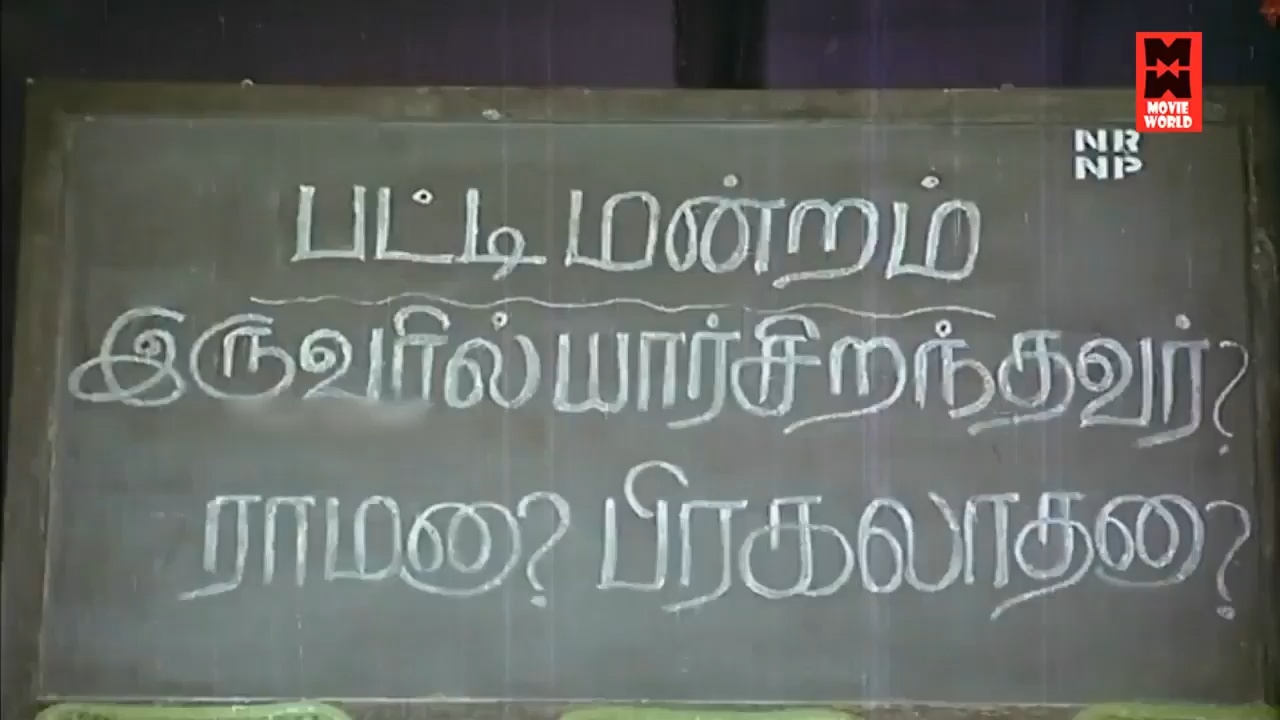 MOVIE
WORLD
NR
NP
பட்டிமன்றம்
இருவரில் யார் சிறந்தவர்?
ராமனா? பிரகலாதனா?